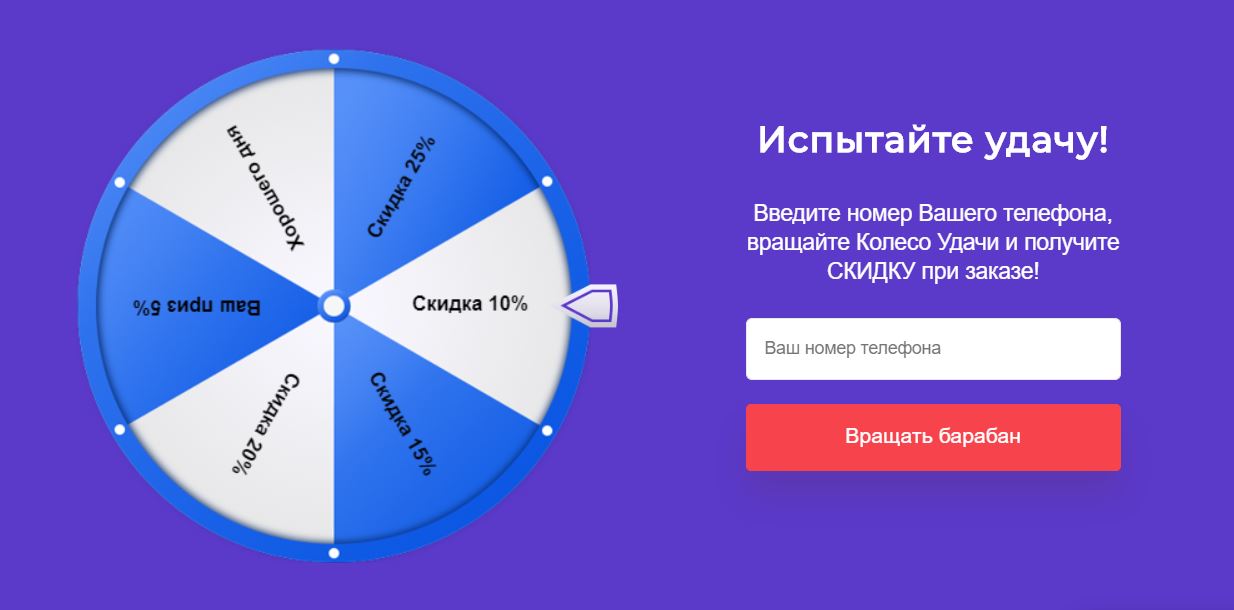 Хорошего дня
Скидка 25%
Ваш приз 5%
Скидка 10%
Скидка 20%
Скидка 15%
Испытайте удачу!
Введите номер Вашего телефона,
вращайте Колесо Удачи и получите
СКИДКУ при заказе!
Ваш номер телефона
Вращать барабан